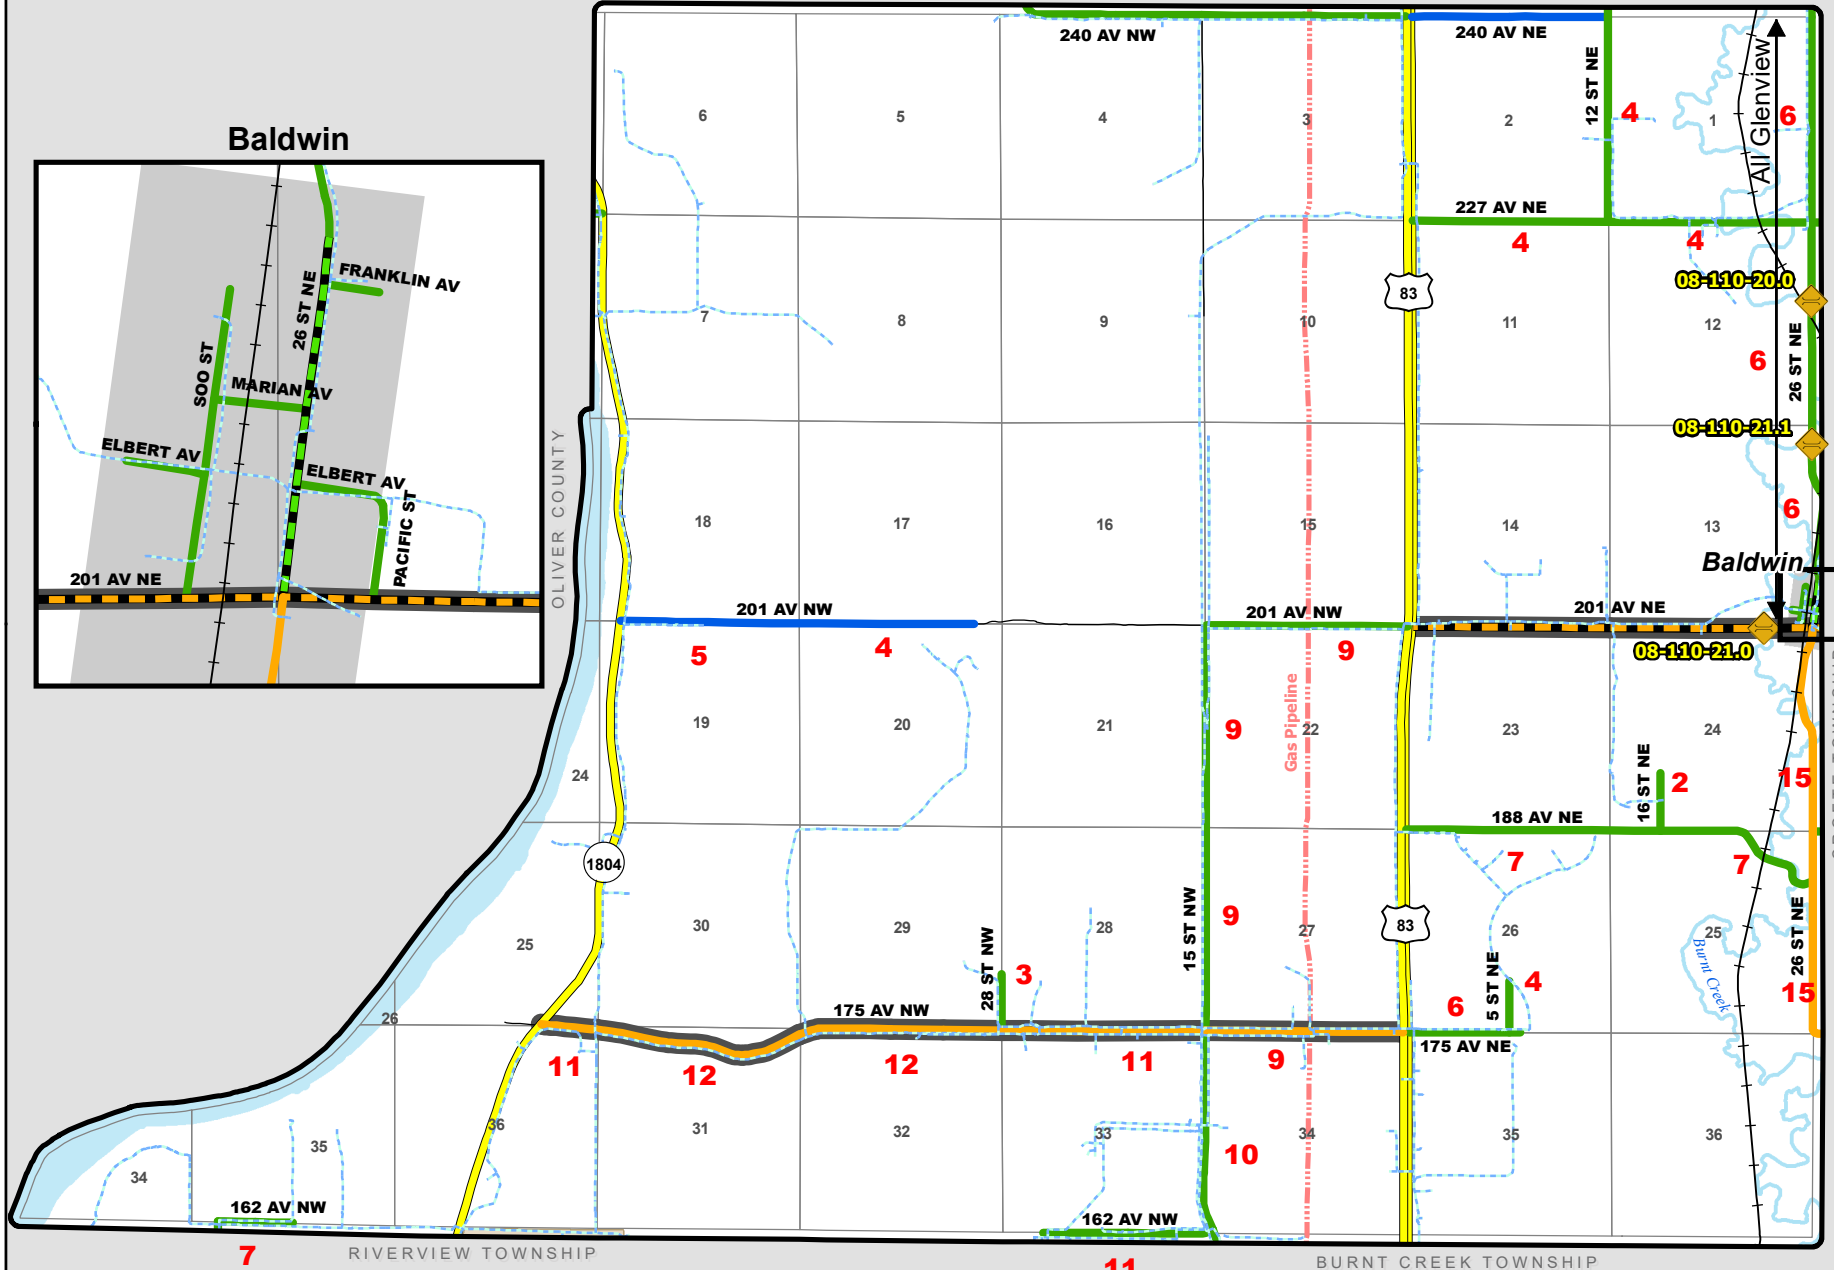 Baldwin
FRANKLIN AV
26 ST NE
SOO ST
MARIAN AV
ELBERT AV
ELBERT AV
PACIFIC ST
201 AV NE
OLIVER COUNTY
240 AV NW
240 AV NE
12 ST NE
4
All Glenview
6
6
5
4
3
2
1
227 AV NE
4
4
08-110-20.0
83
7
8
9
10
11
12
6
26 ST NE
08-110-21.1
6
18
17
16
15
14
13
Baldwin
201 AV NW
201 AV NW
201 AV NE
5
4
9
08-110-21.0
Gas Pipeline
19
20
21
9
22
23
24
24
16 ST NE
2
15
188 AV NE
1804
7
7
15 ST NW
9
83
25
30
29
28
27
26
25
Burnt Creek
26 ST NE
28 ST NW
3
5 ST NE
4
6
15
26
175 AV NW
175 AV NE
11
12
12
11
9
36
31
32
33
34
35
36
35
34
10
162 AV NW
162 AV NW
7
RIVERVIEW TOWNSHIP
11
BURNT CREEK TOWNSHIP